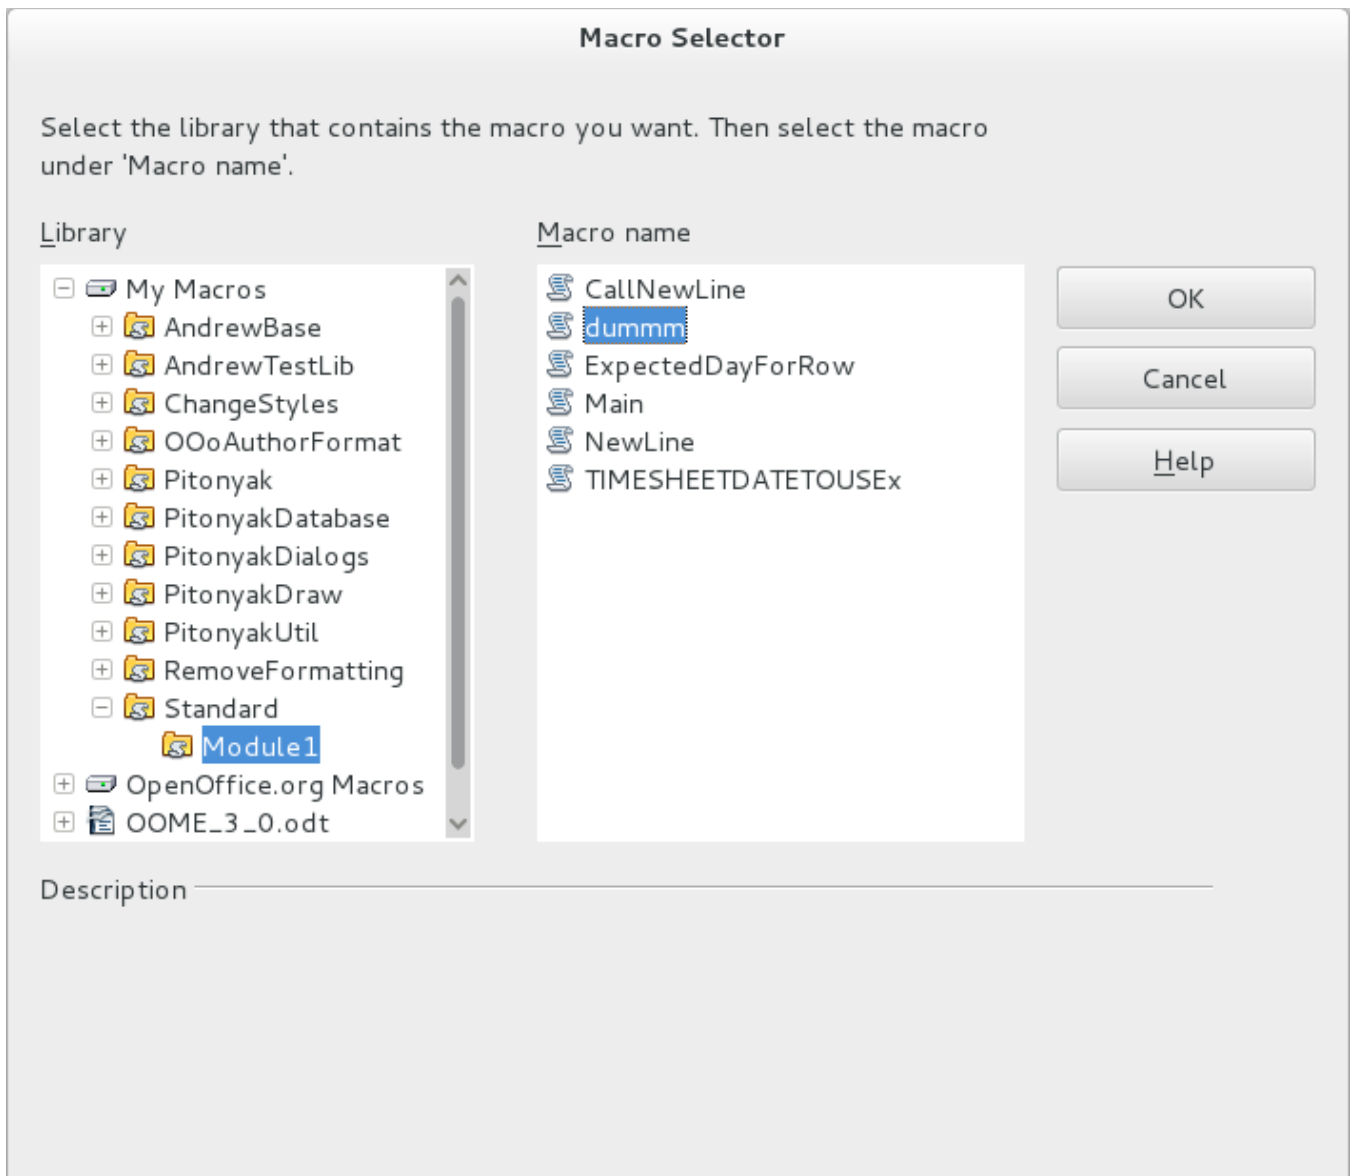 Macro Selector
Select the library that contains the macro you want. Then select the macro
under 'Macro name'.
Library
My Macros
AndrewBase
AndrewTestLib
ChangeStyles
OOoAuthorFormat
Pitonyak
PitonyakDatabase
PitonyakDialogs
PitonyakDraw
PitonyakUtil
RemoveFormatting
Standard
Module1
OpenOffice.org Macros
OOME_3_0.odt
Macro name
CallNewLine
dummm
ExpectedDayForRow
Main
NewLine
TIMESHEETDATETOUSEx
OK
Cancel
Help
Description